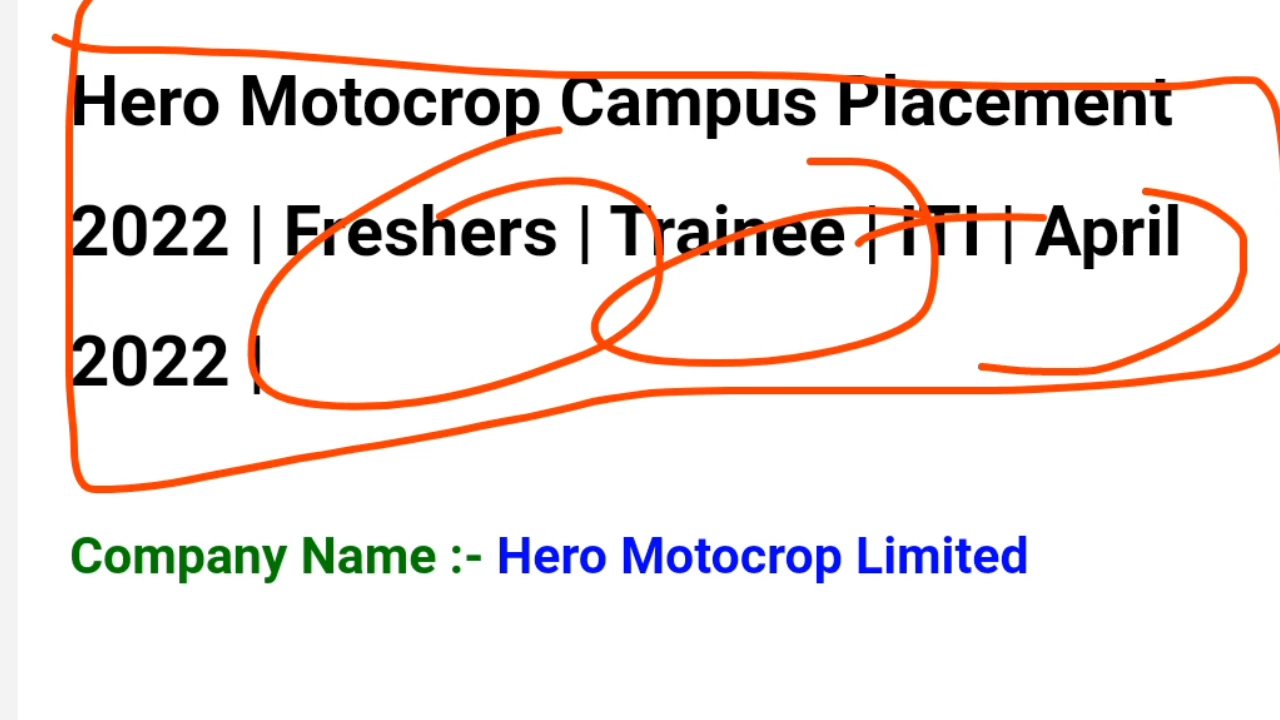 Hero Motocrop Campus Placement
2022 | Freshers | Trainee | ITI | April
2022 |
Company Name :- Hero Motocrop Limited